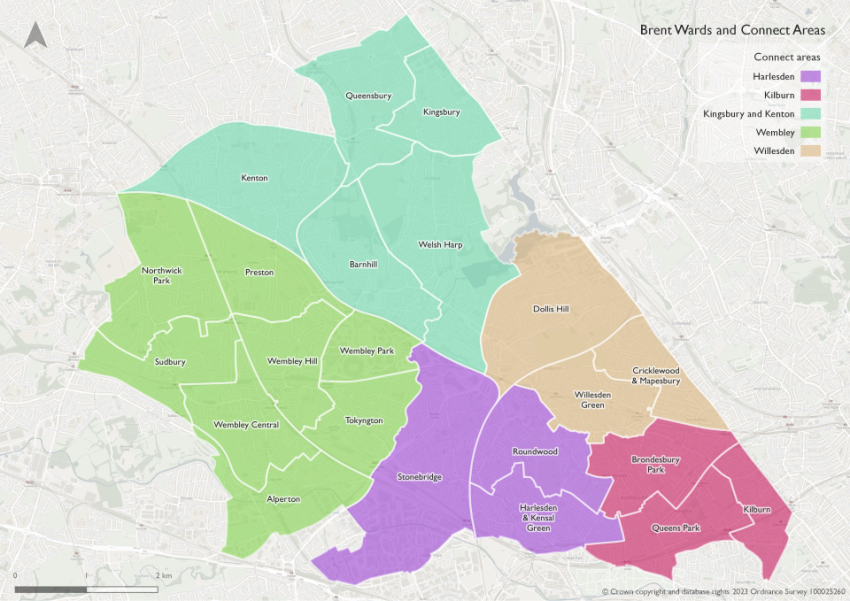 Brent Wards and Connect Areas
Connect areas
Harlesden
Kilburn
Kingsbury and Kenton
Wembley
Willesden
Queensbury
Kingsbury
Kenton
Welsh Harp
Barnhill
Northwick
Park
Preston
Dollis Hill
Wembley Park
Sudbury
Wembley Hill
Cricklewood
& Mapesbury
Willesden
Green
Wembley Central
Tokyngton
Roundwood
Brondesbury
Park
Stonebridge
Alperton
Harlesden
& Kensal
Green
Kilburn
Queens Park
0 1 2 km
© Crown copyright and database rights 2023 Ordnance Survey 100025260